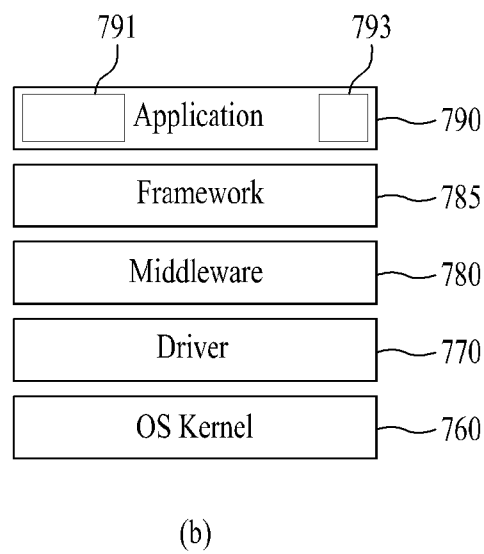 791 793
Application 790
Framework 785
Middleware 780
Driver 770
OS Kernel 760
(b)